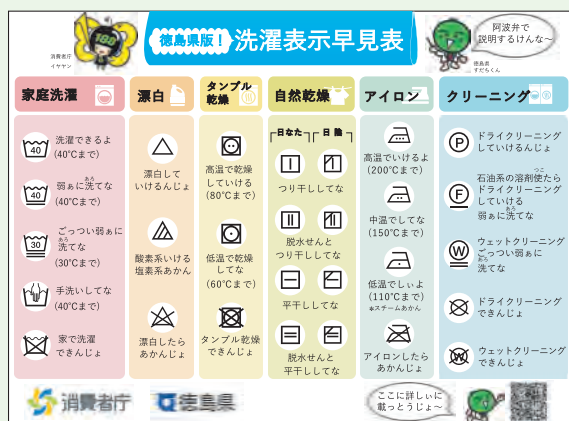 消費者庁
イヤヤン
188
徳島県版!
洗濯表示早見表
阿波弁で
説明するけんな~
徳島県
すだちくん
家庭洗濯
40
洗濯できるよ
(40℃まで)
40
弱ぁに洗てな
あろ
(40℃まで)
30
ごっつい弱ぁに
洗てな
あろ
(30℃まで)
手洗いしてな
(40℃まで)
家で洗濯
できんじょ
漂白
漂白して
いけるんじょ
酸素系いける
塩素系あかん
漂白したら
あかんじょ
タンブル
乾燥
高温で乾燥
していける
(80℃まで)
低温で乾燥
してな
(60℃まで)
タンブル乾燥
できんじょ
自然乾燥
日なた
日陰
つり干ししてな
脱水せんと
つり干ししてな
平干ししてな
脱水せんと
平干ししてな
アイロン
高温でいけるよ
(200℃まで)
中温でしてな
(150℃まで)
低温でしぃよ
(110℃まで)
*スチームあかん
アイロンしたら
あかんじょ
クリーニング
P
ドライクリーニング
していけるんじょ
F
石油系の溶剤使たら
つこ
ドライクリーニング
していける
弱ぁに洗てな
あろ
W
ウェットクリーニング
ごっつい弱ぁに
洗てな
あろ
ドライクリーニング
できんじょ
W
ウェットクリーニング
できんじょ
消費者庁
徳島県
ここに詳しぃに
載っとうじょ~